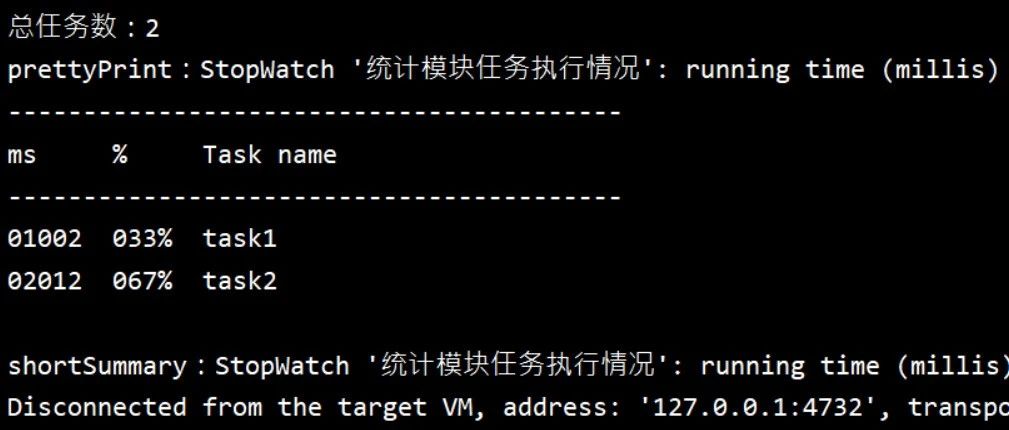 总任务数：2
prettyPrint：StopWatch '统计模块任务执行情况': running time (millis)
-----------------------------------------
ms     %     Task name
-----------------------------------------
01002  033%  task1
02012  067%  task2
shortSummary：StopWatch '统计模块任务执行情况': running time (millis)
Disconnected from the target VM, address: '127.0.0.1:4732', transpo